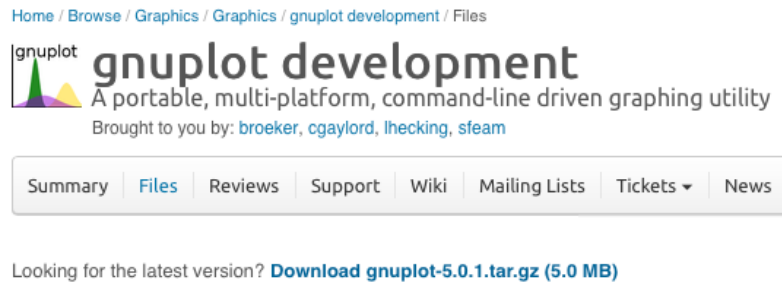 Home / Browse / Graphics / Graphics / gnuplot development / Files
gnuplot
gnuplot development
A portable, multi-platform, command-line driven graphing utility
Brought to you by: broeker, cgaylord, lhecking, sfeam
Summary Files Reviews Support Wiki Mailing Lists Tickets News
Looking for the latest version? Download gnuplot-5.0.1.tar.gz (5.0 MB)